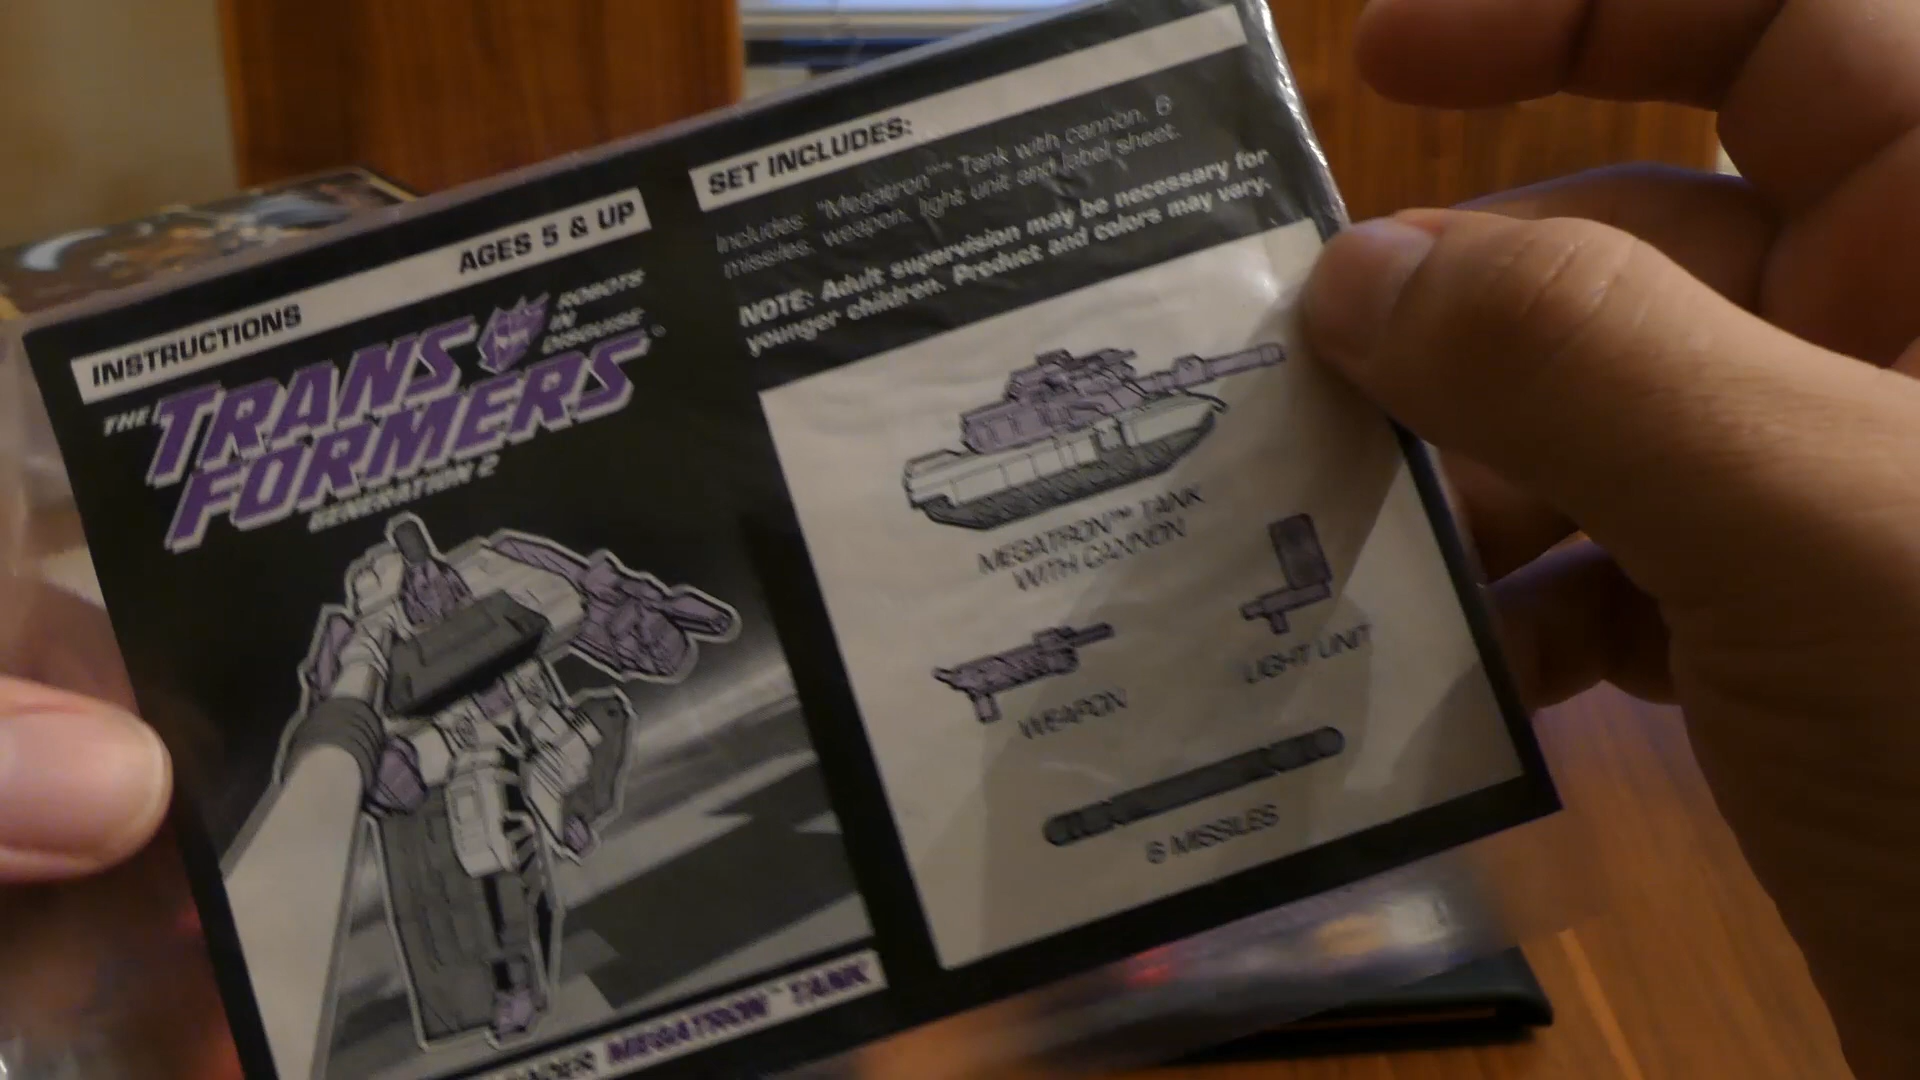 INSTRUCTIONS AGES 5 & UP
THE TRANS
FORMERS
ROBOTS
IN
DISGUISE
GENERATION 2
MEGATRON™ TANK
SET INCLUDES:
Includes: "Megatron"™ Tank with cannon, 6
missiles, weapon, light unit and label sheet.
NOTE: Adult supervision may be necessary for
younger children. Product and colors may vary.
MEGATRON™ TANK
WITH CANNON
WEAPON
LIGHT UNIT
6 MISSILES